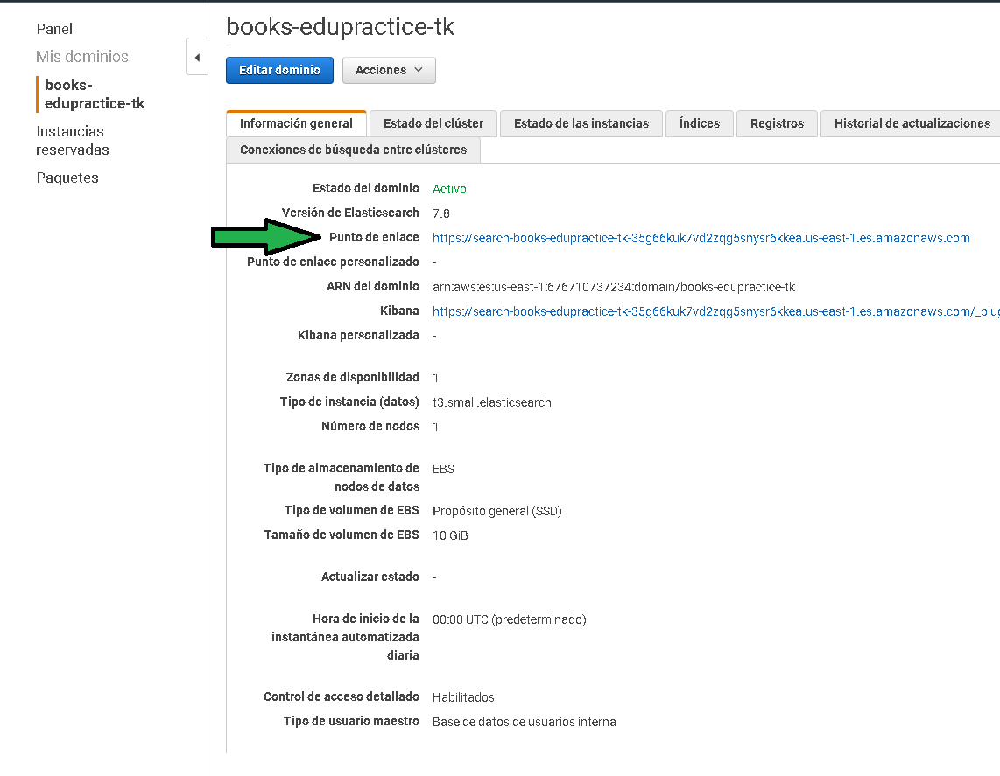 Panel
Mis dominios
books-
edupractice-tk
Instancias
reservadas
Paquetes
books-edupractice-tk
Editar dominio
Acciones
Información general
Estado del clúster
Estado de las instancias
Índices
Registros
Historial de actualizaciones
Conexiones de búsqueda entre clústeres
Estado del dominio Activo
Versión de Elasticsearch 7.8
Punto de enlace https://search-books-edupractice-tk-35g66kuk7vd2zqg5snysr6kkea.us-east-1.es.amazonaws.com
Punto de enlace personalizado -
ARN del dominio arn:aws:es:us-east-1:676710737234:domain/books-edupractice-tk
Kibana https://search-books-edupractice-tk-35g66kuk7vd2zqg5snysr6kkea.us-east-1.es.amazonaws.com/_plug
Kibana personalizada -
Zonas de disponibilidad 1
Tipo de instancia (datos) t3.small.elasticsearch
Número de nodos 1
Tipo de almacenamiento de EBS
nodos de datos
Tipo de volumen de EBS Propósito general (SSD)
Tamaño de volumen de EBS 10 GiB
Actualizar estado -
Hora de inicio de la 00:00 UTC (predeterminado)
instantánea automatizada
diaria
Control de acceso detallado Habilitados
Tipo de usuario maestro Base de datos de usuarios interna